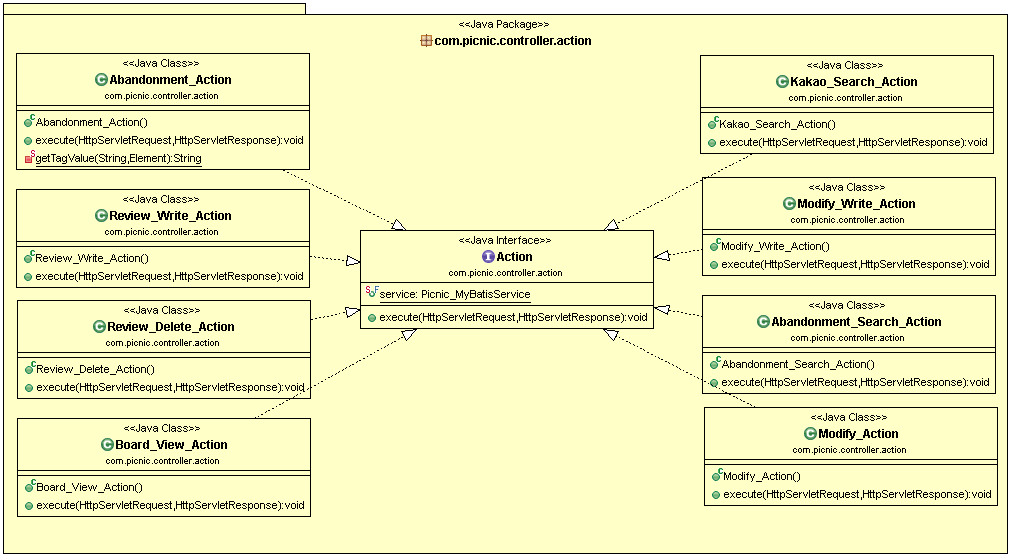 <<Java Package>>
com.picnic.controller.action
<<Java Class>>
Abandonment_Action
com.picnic.controller.action
Abandonment_Action()
execute(HttpServletRequest,HttpServletResponse):void
getTagValue(String,Element):String
<<Java Class>>
Review_Write_Action
com.picnic.controller.action
Review_Write_Action()
execute(HttpServletRequest,HttpServletResponse):void
<<Java Class>>
Review_Delete_Action
com.picnic.controller.action
Review_Delete_Action()
execute(HttpServletRequest,HttpServletResponse):void
<<Java Class>>
Board_View_Action
com.picnic.controller.action
Board_View_Action()
execute(HttpServletRequest,HttpServletResponse):void
<<Java Interface>>
Action
com.picnic.controller.action
service: Picnic_MyBatisService
execute(HttpServletRequest,HttpServletResponse):void
<<Java Class>>
Kakao_Search_Action
com.picnic.controller.action
Kakao_Search_Action()
execute(HttpServletRequest,HttpServletResponse):void
<<Java Class>>
Modify_Write_Action
com.picnic.controller.action
Modify_Write_Action()
execute(HttpServletRequest,HttpServletResponse):void
<<Java Class>>
Abandonment_Search_Action
com.picnic.controller.action
Abandonment_Search_Action()
execute(HttpServletRequest,HttpServletResponse):void
<<Java Class>>
Modify_Action
com.picnic.controller.action
Modify_Action()
execute(HttpServletRequest,HttpServletResponse):void